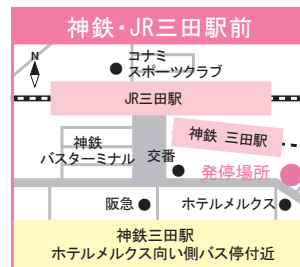 神鉄・JR三田駅前
N
コナミ
スポーツクラブ
JR三田駅
神鉄 三田駅
神鉄
バスターミナル
交番
発停場所
阪急
ホテルメルクス
神鉄三田駅
ホテルメルクス向い側バス停付近